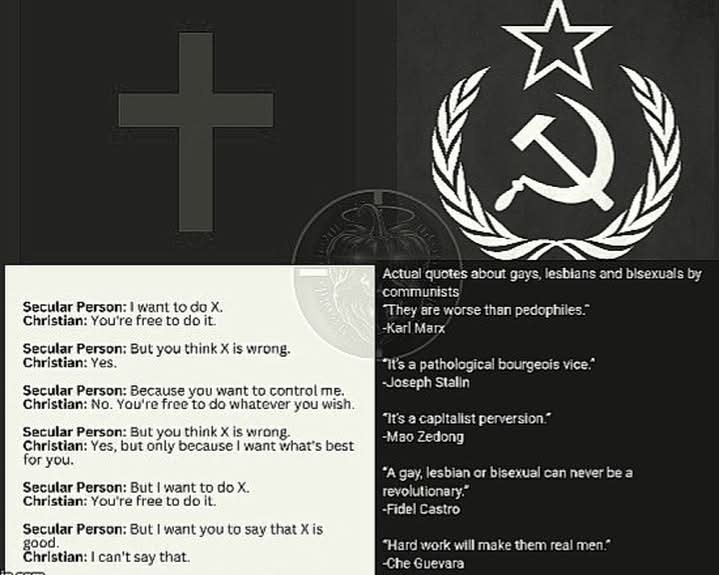 Secular Person: I want to do X.
Christian: You're free to do it.
Secular Person: But you think X is wrong.
Christian: Yes.
Secular Person: Because you want to control me.
Christian: No. You're free to do whatever you wish.
Secular Person: But you think X is wrong.
Christian: Yes, but only because I want what's best
for you.
Secular Person: But I want to do X.
Christian: You're free to do it.
Secular Person: But I want you to say that X is
good.
Christian: I can't say that.
Actual quotes about gays, lesbians and bisexuals by
communists
"They are worse than pedophiles."
-Karl Marx
"It's a pathological bourgeois vice."
-Joseph Stalin
"It's a capitalist perversion."
-Mao Zedong
"A gay, lesbian or bisexual can never be a
revolutionary."
-Fidel Castro
"Hard work will make them real men."
-Che Guevara